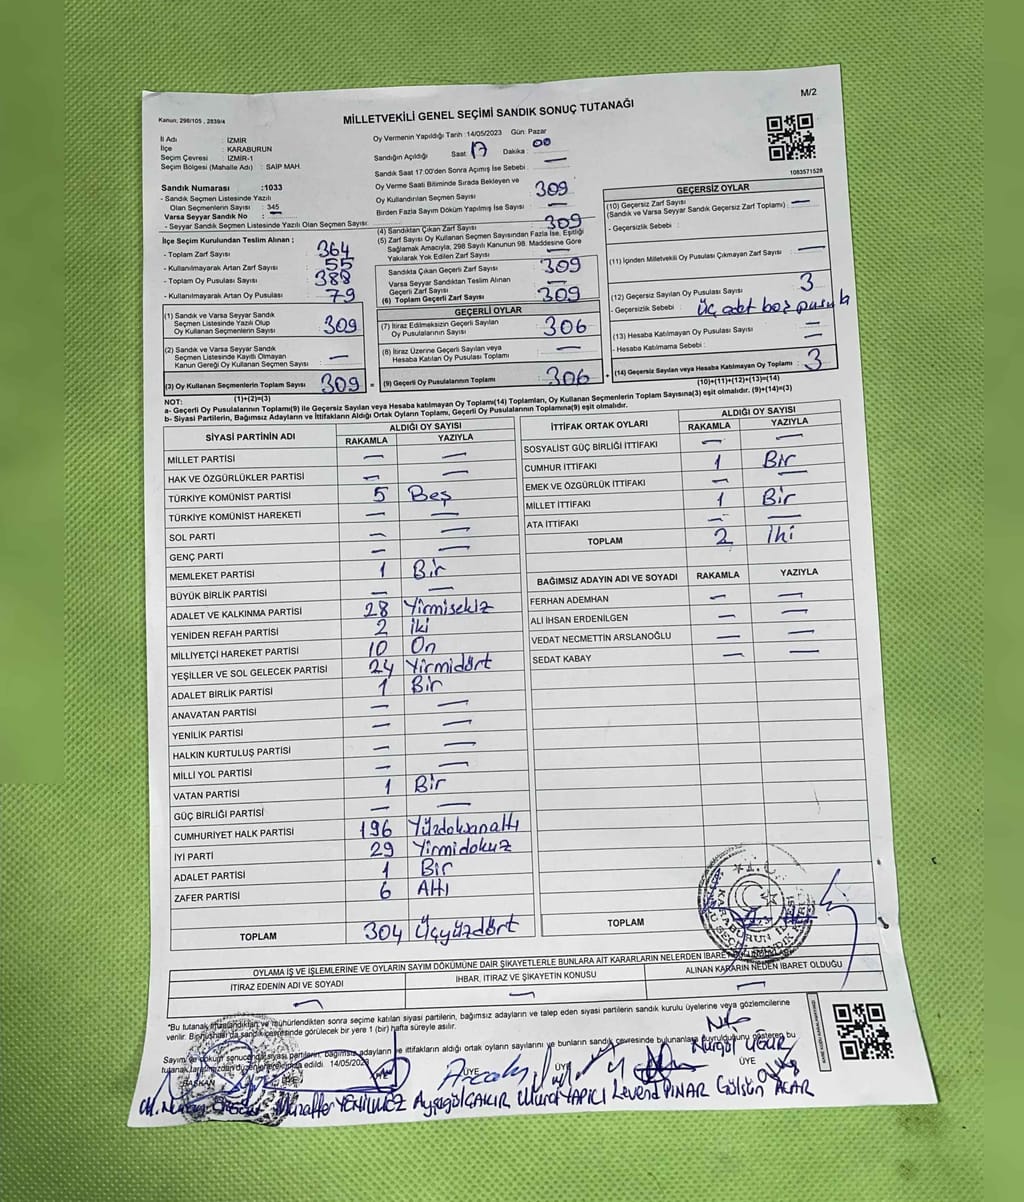 M/2
Kanun; 298/105 , 2839/4
MİLLETVEKİLİ GENEL SEÇİMİ SANDIK SONUÇ TUTANAĞI
İl Adı : İZMİR
İlçe : KARABURUN
Seçim Çevresi : İZMİR-1
Seçim Bölgesi (Mahalle Adı) : SAİP MAH.
Sandık Numarası :1033
- Sandık Seçmen Listesinde Yazılı
Olan Seçmenlerin Sayısı : 345
Varsa Seyyar Sandık No : —
- Seyyar Sandık Seçmen Listesinde Yazılı Olan Seçmen Sayısı :
Oy Vermenin Yapıldığı Tarih :14/05/2023 Gün: Pazar
Sandığın Açıldığı Saat : 17 Dakika : 00
Sandık Saat 17:00'den Sonra Açılmış İse Sebebi : —
Oy Verme Saati Bitiminde Sırada Bekleyen ve
Oy Kullandırılan Seçmen Sayısı : 309
Birden Fazla Sayım Döküm Yapılmış İse Sayısı : —
1083571528
İlçe Seçim Kurulundan Teslim Alınan ;
- Toplam Zarf Sayısı : 364
- Kullanılmayarak Artan Zarf Sayısı : 55
- Toplam Oy Pusulası Sayısı : 388
- Kullanılmayarak Artan Oy Pusulası : 79
(1) Sandık ve Varsa Seyyar Sandık
Seçmen Listesinde Yazılı Olup
Oy Kullanan Seçmenlerin Sayısı : 309
(2) Sandık ve Varsa Seyyar Sandık
Seçmen Listesinde Kayıtlı Olmayan
Kanun Gereği Oy Kullanan Seçmen Sayısı : —
(3) Oy Kullanan Seçmenlerin Toplam Sayısı : 309
(1)+(2)=(3)
(4) Sandıktan Çıkan Zarf Sayısı : 309
(5) Zarf Sayısı Oy Kullanan Seçmen Sayısından Fazla İse, Eşitliği
Sağlamak Amacıyla, 298 Sayılı Kanunun 98. Maddesine Göre
Yakılarak Yok Edilen Zarf Sayısı : —
Sandıkta Çıkan Geçerli Zarf Sayısı : 309
Varsa Seyyar Sandıktan Teslim Alınan
Geçerli Zarf Sayısı : —
(6) Toplam Geçerli Zarf Sayısı : 309
GEÇERLİ OYLAR
(7) İtiraz Edilmeksizin Geçerli Sayılan
Oy Pusulalarının Sayısı : 306
(8) İtiraz Üzerine Geçerli Sayılan veya
Hesaba Katılan Oy Pusulası Toplamı : —
= (9) Geçerli Oy Pusulalarının Toplamı : 306
GEÇERSİZ OYLAR
(10) Geçersiz Zarf Sayısı : —
(Sandık ve Varsa Seyyar Sandık Geçersiz Zarf Toplamı)
- Geçersizlik Sebebi :
(11) İçinden Milletvekili Oy Pusulası Çıkmayan Zarf Sayısı : —
(12) Geçersiz Sayılan Oy Pusulası Sayısı : 3
- Geçersizlik Sebebi : Üç adet boş pusula
(13) Hesaba Katılmayan Oy Pusulası Sayısı : —
- Hesaba Katılmama Sebebi : —
+ (14) Geçersiz Sayılan veya Hesaba Katılmayan Oy Toplamı : 3
(10)+(11)+(12)+(13)=(14)
NOT:
a- Geçerli Oy Pusulalarının Toplamı(9) ile Geçersiz Sayılan veya Hesaba katılmayan Oy Toplamı(14) Toplamları, Oy Kullanan Seçmenlerin Toplam Sayısına(3) eşit olmalıdır. (9)+(14)=(3)
b- Siyasi Partilerin, Bağımsız Adayların ve İttifakların Aldığı Ortak Oyların Toplamı, Geçerli Oy Pusulalarının Toplamına(9) eşit olmalıdır.
SİYASİ PARTİNİN ADI ALDIĞI OY SAYISI
RAKAMLA YAZIYLA
MİLLET PARTİSİ — —
HAK VE ÖZGÜRLÜKLER PARTİSİ — —
TÜRKİYE KOMÜNİST PARTİSİ 5 Beş
TÜRKİYE KOMÜNİST HAREKETİ — —
SOL PARTİ — —
GENÇ PARTİ — —
MEMLEKET PARTİSİ 1 Bir
BÜYÜK BİRLİK PARTİSİ — —
ADALET VE KALKINMA PARTİSİ 28 Yirmisekiz
YENİDEN REFAH PARTİSİ 2 İki
MİLLİYETÇİ HAREKET PARTİSİ 10 On
YEŞİLLER VE SOL GELECEK PARTİSİ 24 Yirmidört
ADALET BİRLİK PARTİSİ 1 Bir
ANAVATAN PARTİSİ — —
YENİLİK PARTİSİ — —
HALKIN KURTULUŞ PARTİSİ — —
MİLLİ YOL PARTİSİ — —
VATAN PARTİSİ 1 Bir
GÜÇ BİRLİĞİ PARTİSİ — —
CUMHURİYET HALK PARTİSİ 196 Yüzdoksanaltı
İYİ PARTİ 29 Yirmidokuz
ADALET PARTİSİ 1 Bir
ZAFER PARTİSİ 6 Altı
TOPLAM 304 Üçyüzdört
İTTİFAK ORTAK OYLARI ALDIĞI OY SAYISI
RAKAMLA YAZIYLA
SOSYALİST GÜÇ BİRLİĞİ İTTİFAKI — —
CUMHUR İTTİFAKI 1 Bir
EMEK VE ÖZGÜRLÜK İTTİFAKI — —
MİLLET İTTİFAKI 1 Bir
ATA İTTİFAKI — —
TOPLAM 2 İki
BAĞIMSIZ ADAYIN ADI VE SOYADI RAKAMLA YAZIYLA
FERHAN ADEMHAN — —
ALİ İHSAN ERDENİLGEN — —
VEDAT NECMETTİN ARSLANOĞLU — —
SEDAT KABAY — —
TOPLAM
OYLAMA İŞ VE İŞLEMLERİNE VE OYLARIN SAYIM DÖKÜMÜNE DAİR ŞİKAYETLERLE BUNLARA AİT KARARLARIN NELERDEN İBARET
İTİRAZ EDENİN ADI VE SOYADI İHBAR, İTİRAZ VE ŞİKAYETİN KONUSU ALINAN KARARIN NEDEN İBARET OLDUĞU
— — —
*Bu tutanak imzalandıktan ve mühürlendikten sonra seçime katılan siyasi partilerin, bağımsız adayların ve talep eden siyasi partilerin sandık kurulu üyelerine veya gözlemcilerine
verilir. Bir nüshası da sandık çevresinde görülecek bir yere 1 (bir) hafta süreyle asılır.
Sayım ve döküm sonucunda siyasi partilerin, bağımsız adayların ve ittifakların aldığı ortak oyların sayılarını ve bunların sandık çevresinde bulunanlara duyrulduğunu gösteren bu
tutanak tarafımızdan düzenlenerek imza edildi. 14/05/2023
Nurgöl UĞUR
BAŞKAN ÜYE ÜYE ÜYE
Muzaffer YENİLMEZ Ayşegül ÇAKIR Murat YAPICI Levend PINAR Gülsün ACAR